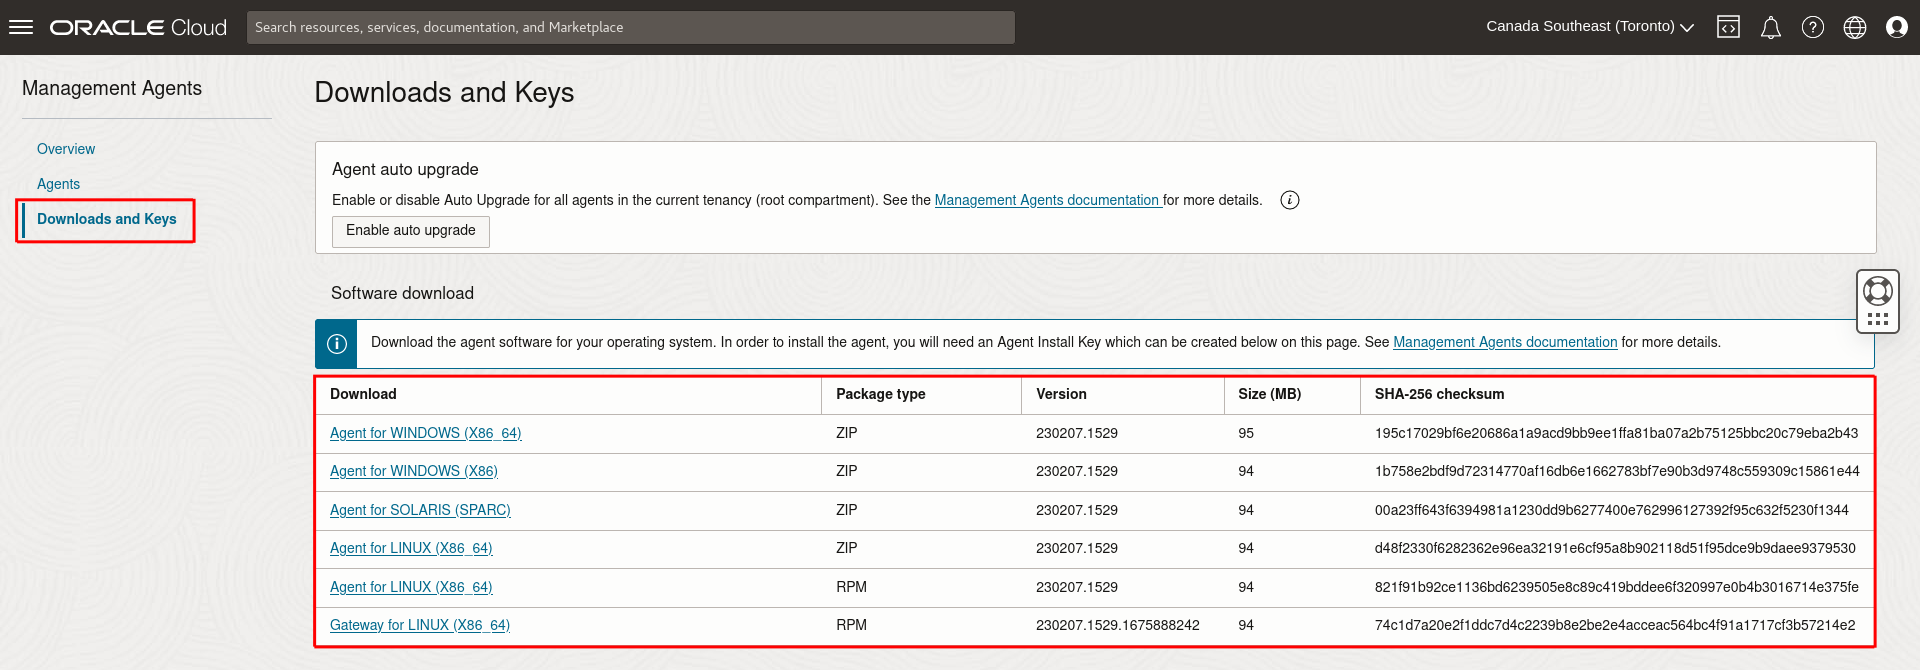 ORACLE Cloud
Search resources, services, documentation, and Marketplace
Canada Southeast (Toronto)
Management Agents
Overview
Agents
Downloads and Keys
Downloads and Keys
Agent auto upgrade
Enable or disable Auto Upgrade for all agents in the current tenancy (root compartment). See the Management Agents documentation for more details.
Enable auto upgrade
Software download
Download the agent software for your operating system. In order to install the agent, you will need an Agent Install Key which can be created below on this page. See Management Agents documentation for more details.
Download Package type Version Size (MB) SHA-256 checksum
Agent for WINDOWS (X86_64) ZIP 230207.1529 95 195c17029bf6e20686a1a9acd9bb9ee1ffa81ba07a2b75125bbc20c79eba2b43
Agent for WINDOWS (X86) ZIP 230207.1529 94 1b758e2bdf9d72314770af16db6e1662783bf7e90b3d9748c559309c15861e44
Agent for SOLARIS (SPARC) ZIP 230207.1529 94 00a23ff643f6394981a1230dd9b6277400e762996127392f95c632f5230f1344
Agent for LINUX (X86_64) ZIP 230207.1529 94 d48f2330f6282362e96ea32191e6cf95a8b902118d51f95dce9b9daee9379530
Agent for LINUX (X86_64) RPM 230207.1529 94 821f91b92ce1136bd6239505e8c89c419bddee6f320997e0b4b3016714e375fe
Gateway for LINUX (X86_64) RPM 230207.1529.1675888242 94 74c1d7a20e2f1ddc7d4c2239b8e2be2e4acceac564bc4f91a1717cf3b57214e2